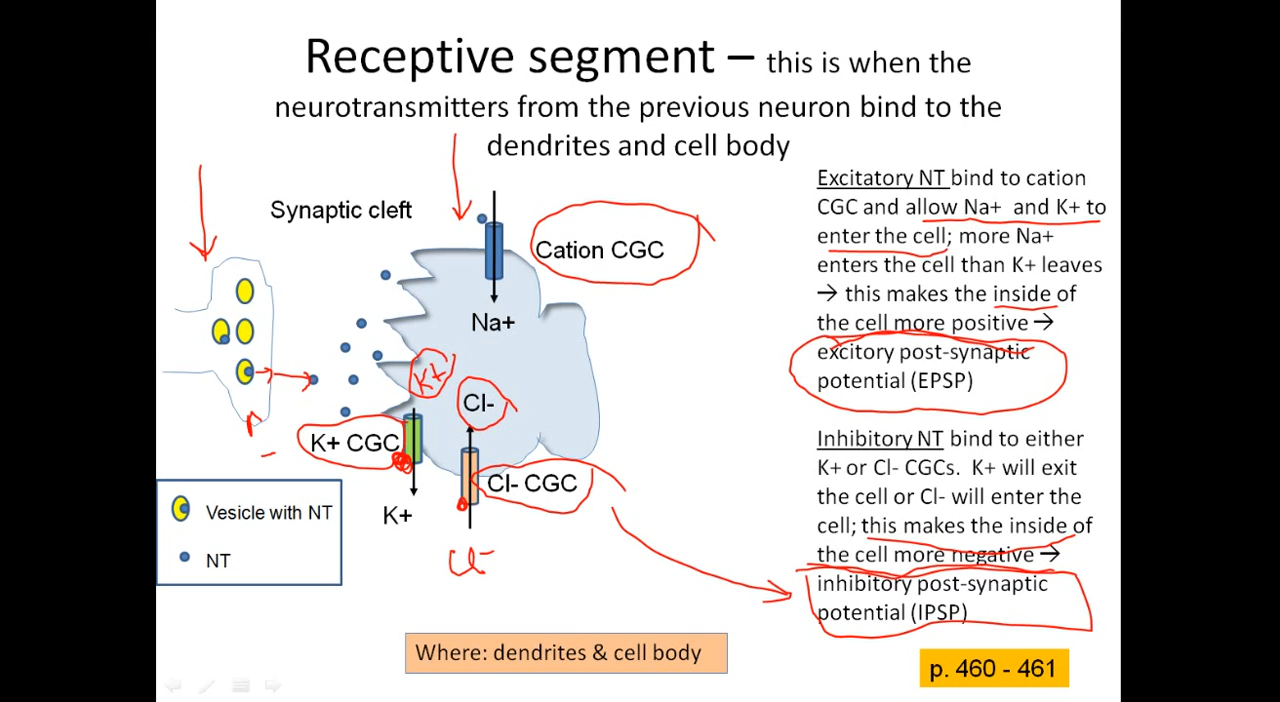 Receptive segment – this is when the
neurotransmitters from the previous neuron bind to the
dendrites and cell body
Synaptic cleft
Cation CGC
Na+
K+
Cl-
K+ CGC
Cl- CGC
K+
Cl-
Vesicle with NT
NT
Excitatory NT bind to cation
CGC and allow Na+ and K+ to
enter the cell; more Na+
enters the cell than K+ leaves
→ this makes the inside of
the cell more positive →
excitory post-synaptic
potential (EPSP)
Inhibitory NT bind to either
K+ or Cl- CGCs. K+ will exit
the cell or Cl- will enter the
cell; this makes the inside of
the cell more negative →
inhibitory post-synaptic
potential (IPSP)
Where: dendrites & cell body
p. 460 - 461